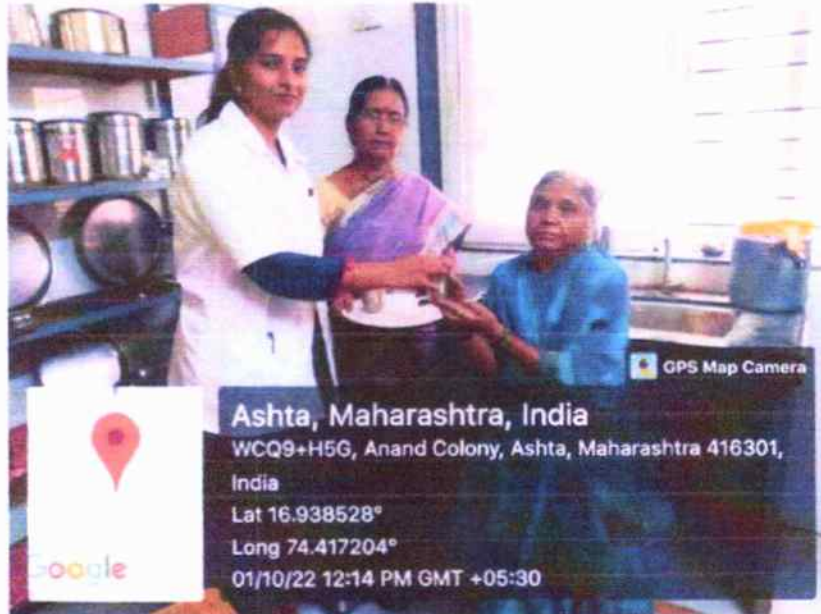 GPS Map Camera
Ashta, Maharashtra, India
WCQ9+H5G, Anand Colony, Ashta, Maharashtra 416301,
India
Lat 16.938528°
Long 74.417204°
01/10/22 12:14 PM GMT +05:30
Google